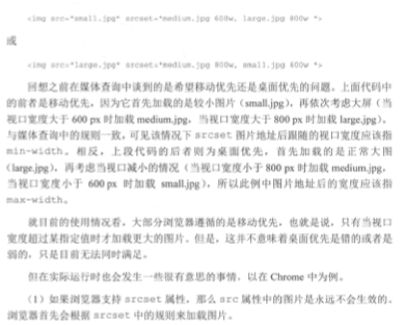 <img src="small.jpg" srcset="medium.jpg 600w, large.jpg 800w ">
或
<img src="large.jpg" srcset="medium.jpg 800w, small.jpg 600w ">
回想之前在媒体查询中谈到的是希望移动优先还是桌面优先的问题。上面代码中
的前者是移动优先，因为它首先加载的是较小图片（small.jpg），再依次考虑大屏（当
视口宽度大于 600 px 时加载 medium.jpg，当视口宽度大于 800 px 时加载 large.jpg）。
与媒体查询中的规则一致，可见该情况下 srcset 图片地址后跟随的视口宽度应该指
min-width。相反，上段代码的后者则为桌面优先，首先加载的是正常大图
（large.jpg），再考虑当视口减小的情况（当视口宽度小于 800 px 时加载 medium.jpg，
当视口宽度小于 600 px 时加载 small.jpg），所以此例中图片地址后的宽度应该指
max-width。
就目前的使用情况看，大部分浏览器遵循的是移动优先，也就是说，只有当视口
宽度超过某指定值时才加载更大的图片。但是，这并不意味着桌面优先是错的或者是
弱的，只是目前无法同时满足。
但在实际运行时也会发生一些很有意思的事情，以在 Chrome 中为例。
（1）如果浏览器支持 srcset 属性，那么 src 属性中的图片是永远不会生效的。
浏览器首先会根据 srcset 中的规则来加载图片。